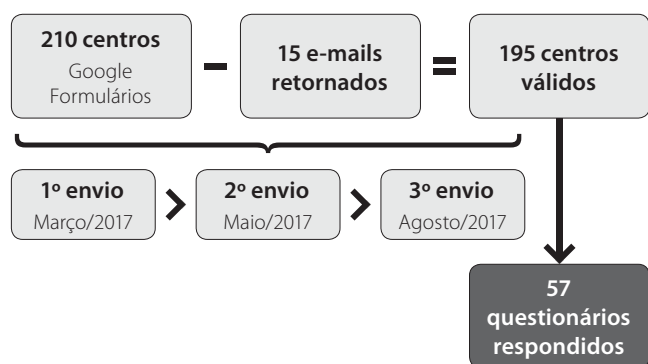 210 centros
Google
Formulários
15 e-mails
retornados
195 centros
válidos
1º envio
Março/2017
2º envio
Maio/2017
3º envio
Agosto/2017
57
questionários
respondidos